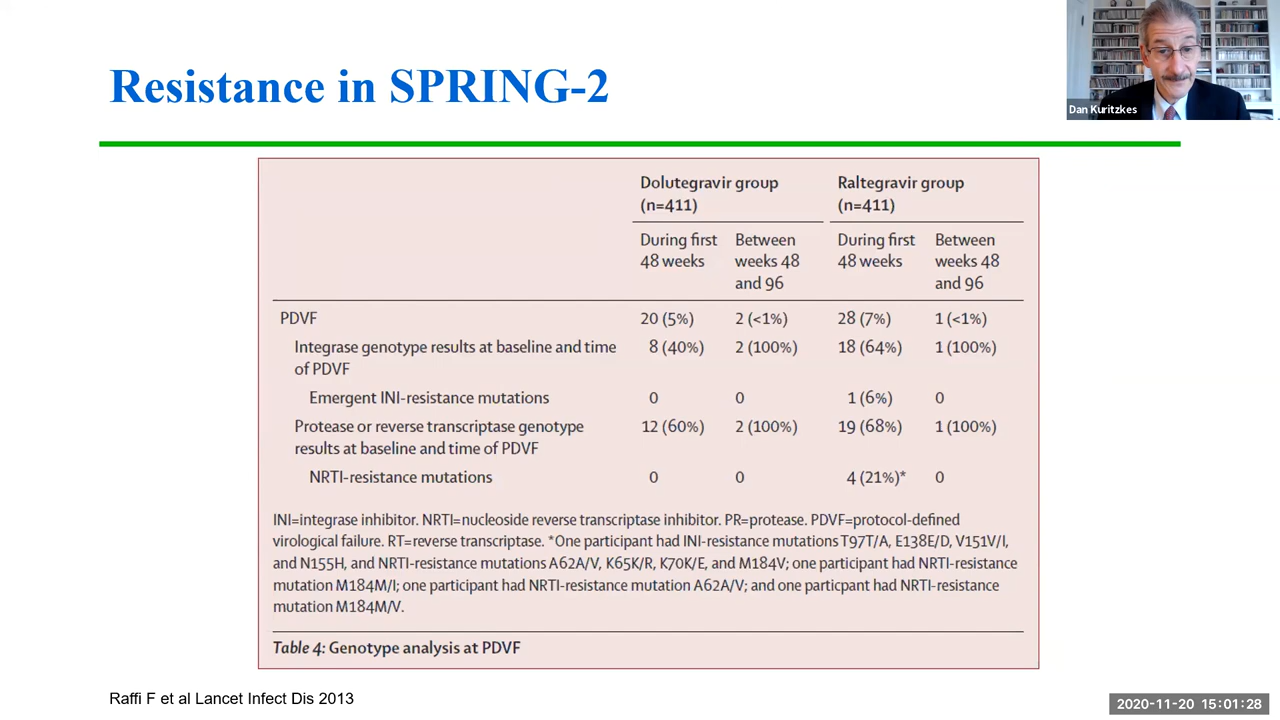 Resistance in SPRING-2
Dan Kuritzkes
Dolutegravir group
(n=411)
Raltegravir group
(n=411)
During first
48 weeks
Between
weeks 48
and 96
During first
48 weeks
Between
weeks 48
and 96
PDVF 20 (5%) 2 (<1%) 28 (7%) 1 (<1%)
Integrase genotype results at baseline and time 8 (40%) 2 (100%) 18 (64%) 1 (100%)
of PDVF
Emergent INI-resistance mutations 0 0 1 (6%) 0
Protease or reverse transcriptase genotype 12 (60%) 2 (100%) 19 (68%) 1 (100%)
results at baseline and time of PDVF
NRTI-resistance mutations 0 0 4 (21%)* 0
INI=integrase inhibitor. NRTI=nucleoside reverse transcriptase inhibitor. PR=protease. PDVF=protocol-defined
virological failure. RT=reverse transcriptase. *One participant had INI-resistance mutations T97T/A, E138E/D, V151V/I,
and N155H, and NRTI-resistance mutations A62A/V, K65K/R, K70K/E, and M184V; one participant had NRTI-resistance
mutation M184M/I; one participant had NRTI-resistance mutation A62A/V; and one particpant had NRTI-resistance
mutation M184M/V.
Table 4: Genotype analysis at PDVF
Raffi F et al Lancet Infect Dis 2013
2020-11-20 15:01:28